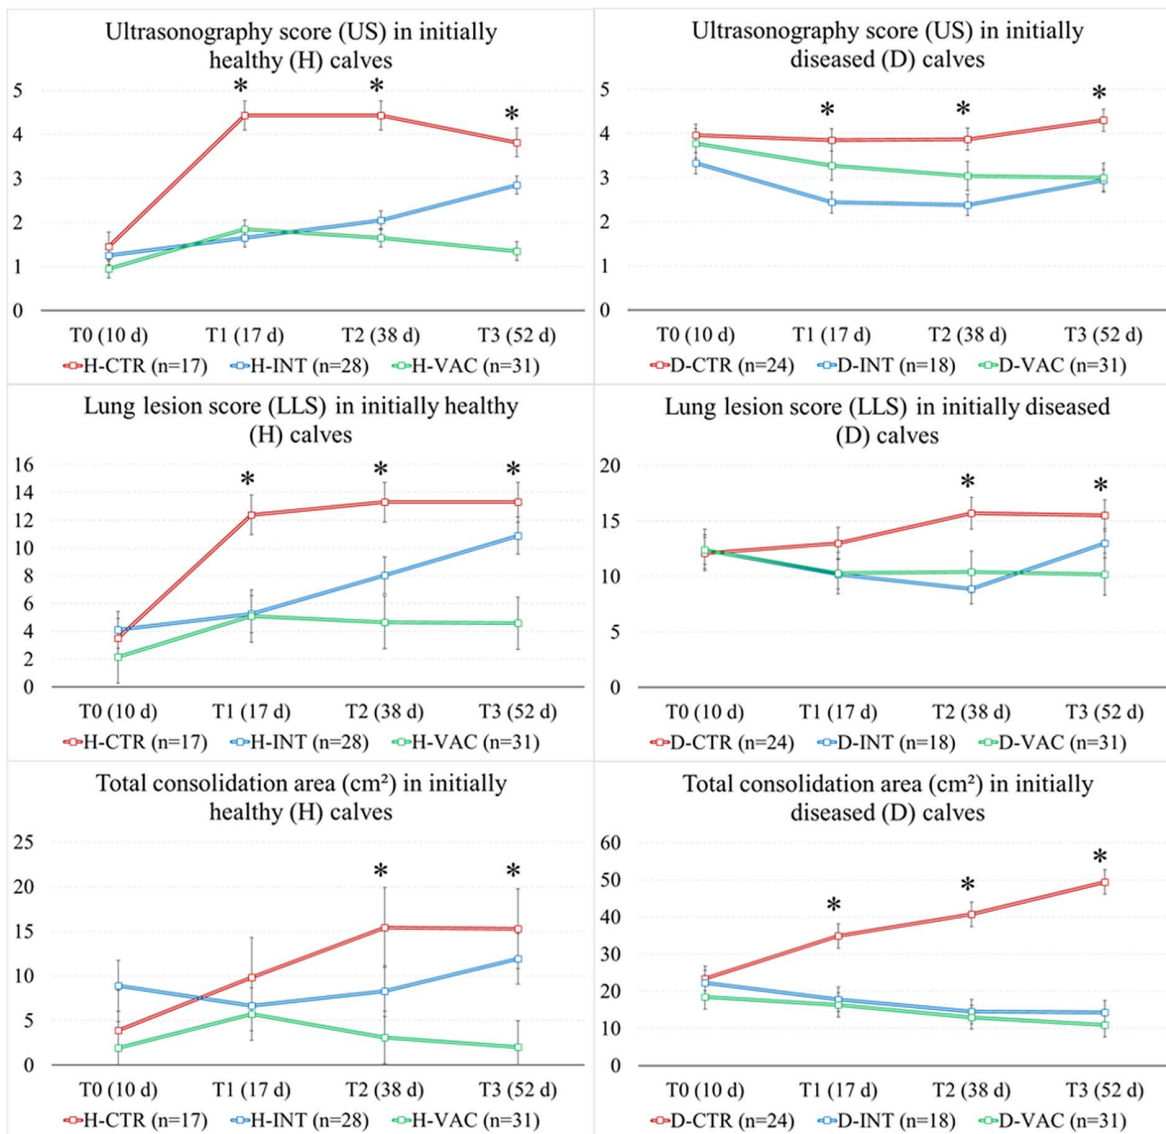 Ultrasonography score (US) in initially
healthy (H) calves
5
4
3
2
1
0
* * *
T0 (10 d) T1 (17 d) T2 (38 d) T3 (52 d)
H-CTR (n=17) H-INT (n=28) H-VAC (n=31)
Ultrasonography score (US) in initially
diseased (D) calves
5
4
3
2
1
0
* * *
T0 (10 d) T1 (17 d) T2 (38 d) T3 (52 d)
D-CTR (n=24) D-INT (n=18) D-VAC (n=31)
Lung lesion score (LLS) in initially healthy
(H) calves
16
14
12
10
8
6
4
2
0
* * *
T0 (10 d) T1 (17 d) T2 (38 d) T3 (52 d)
H-CTR (n=17) H-INT (n=28) H-VAC (n=31)
Lung lesion score (LLS) in initially diseased
(D) calves
20
15
10
5
0
* *
T0 (10 d) T1 (17 d) T2 (38 d) T3 (52 d)
D-CTR (n=24) D-INT (n=18) D-VAC (n=31)
Total consolidation area (cm²) in initially
healthy (H) calves
25
20
15
10
5
0
* *
T0 (10 d) T1 (17 d) T2 (38 d) T3 (52 d)
H-CTR (n=17) H-INT (n=28) H-VAC (n=31)
Total consolidation area (cm²) in initially
diseased (D) calves
60
50
40
30
20
10
0
* * *
T0 (10 d) T1 (17 d) T2 (38 d) T3 (52 d)
D-CTR (n=24) D-INT (n=18) D-VAC (n=31)